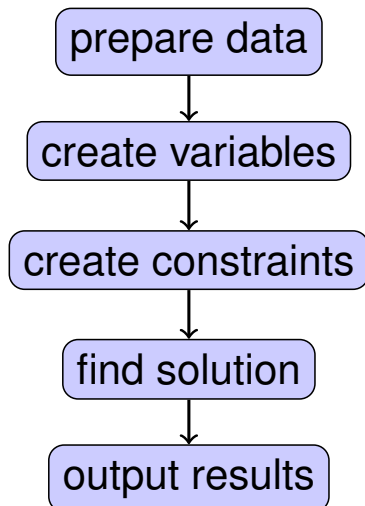 prepare data
create variables
create constraints
find solution
output results